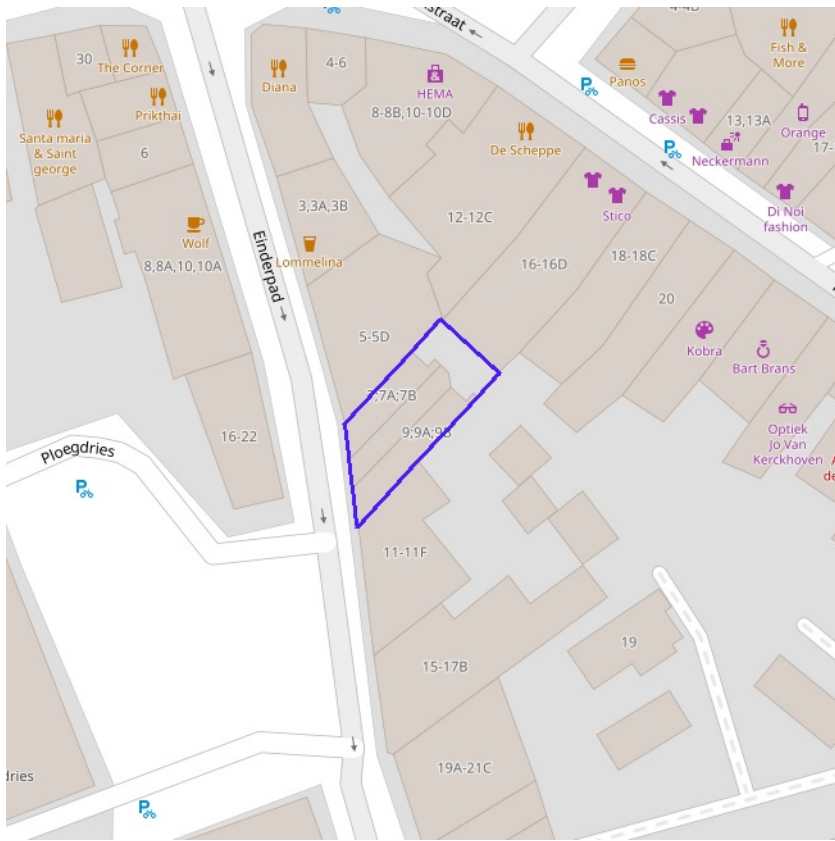 straat
30
The Corner
Diana
4-6
HEMA
8-8B,10-10D
Panos
Fish &
More
Santa maria
& Saint
george
Prikthai
6
De Scheppe
Cassis
13,13A
Orange
Neckermann
17-
3,3A,3B
12-12C
Stico
Di Noi
fashion
Wolf
8,8A,10,10A
Einderpad
Lommelina
16-16D
18-18C
20
5-5D
Kobra
Bart Brans
7;7A;7B
9;9A;9B
16-22
Ploegdries
Optiek
Jo Van
Kerckhoven
11-11F
19
15-17B
19A-21C
dries